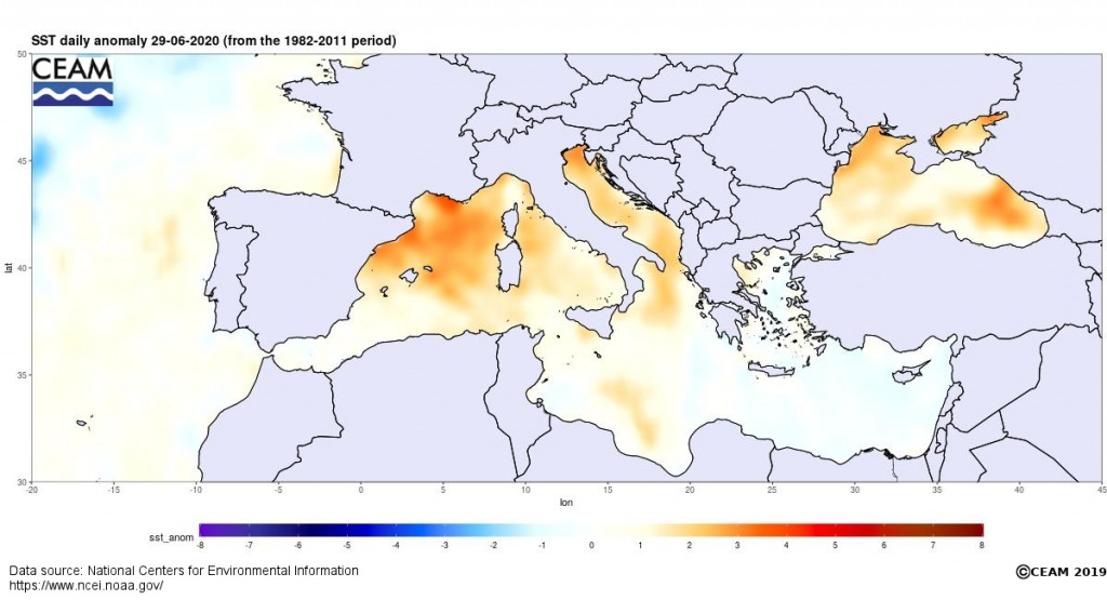 SST daily anomaly 29-06-2020 (from the 1982-2011 period)
CEAM
50
45
40
35
30
lat
-20 -15 -10 -5 0 5 10 15 20 25 30 35 40 45
lon
sst_anom
-8 -7 -6 -5 -4 -3 -2 -1 0 1 2 3 4 5 6 7 8
Data source: National Centers for Environmental Information
https://www.ncei.noaa.gov/
©CEAM 2019